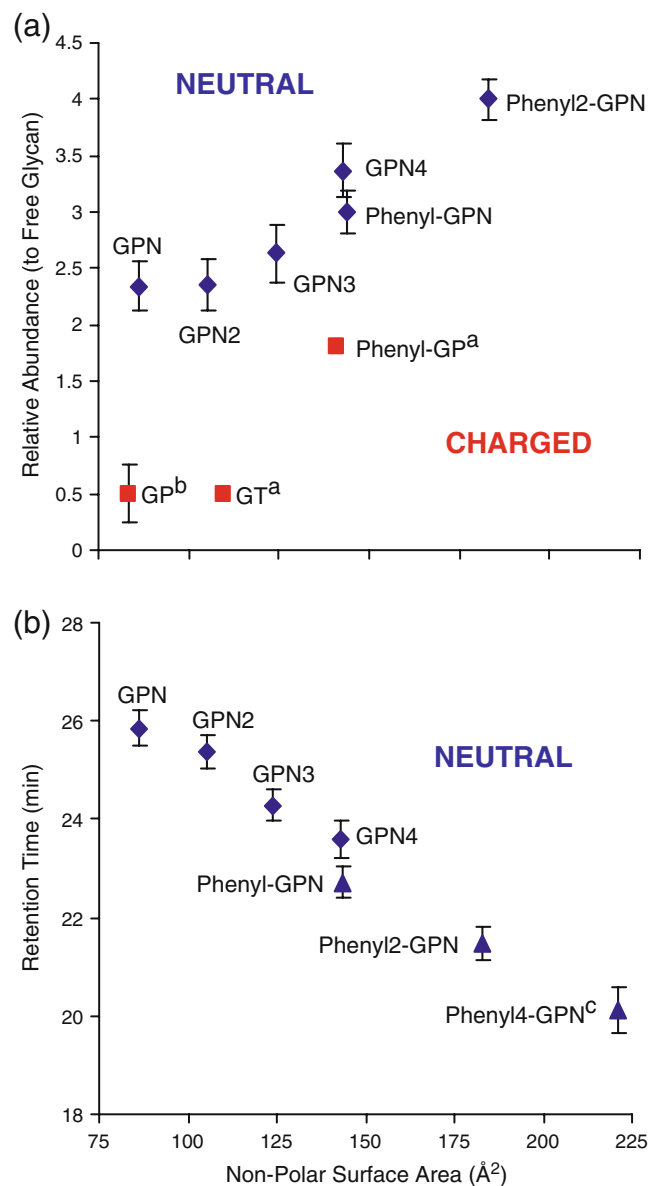 (a)
Relative Abundance (to Free Glycan)
4.5
4
3.5
3
2.5
2
1.5
1
0.5
0
NEUTRAL
Phenyl2-GPN
GPN4
Phenyl-GPN
GPN
GPN3
GPN2
Phenyl-GPᵃ
CHARGED
GPᵇ
GTᵃ
(b)
Retention Time (min)
28
26
24
22
20
18
GPN
GPN2
NEUTRAL
GPN3
GPN4
Phenyl-GPN
Phenyl2-GPN
Phenyl4-GPNᶜ
75 100 125 150 175 200 225
Non-Polar Surface Area (Å²)